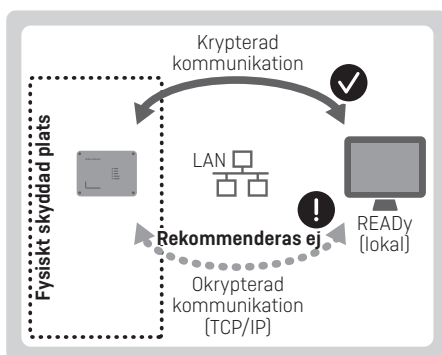 Krypterad
kommunikation
Fysiskt skyddad plats
LAN
READy
(lokal)
Rekommenderas ej
Okrypterad
kommunikation
(TCP/IP)